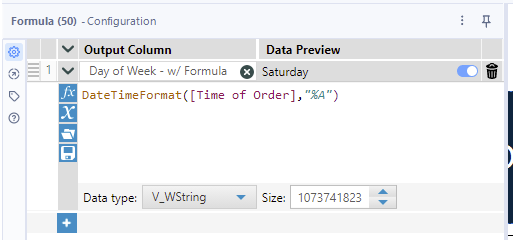 Formula (50) - Configuration
Output Column Data Preview
1 Day of Week - w/ Formula Saturday
fx DateTimeFormat([Time of Order],"%A")
X
Data type: V_WString Size: 1073741823